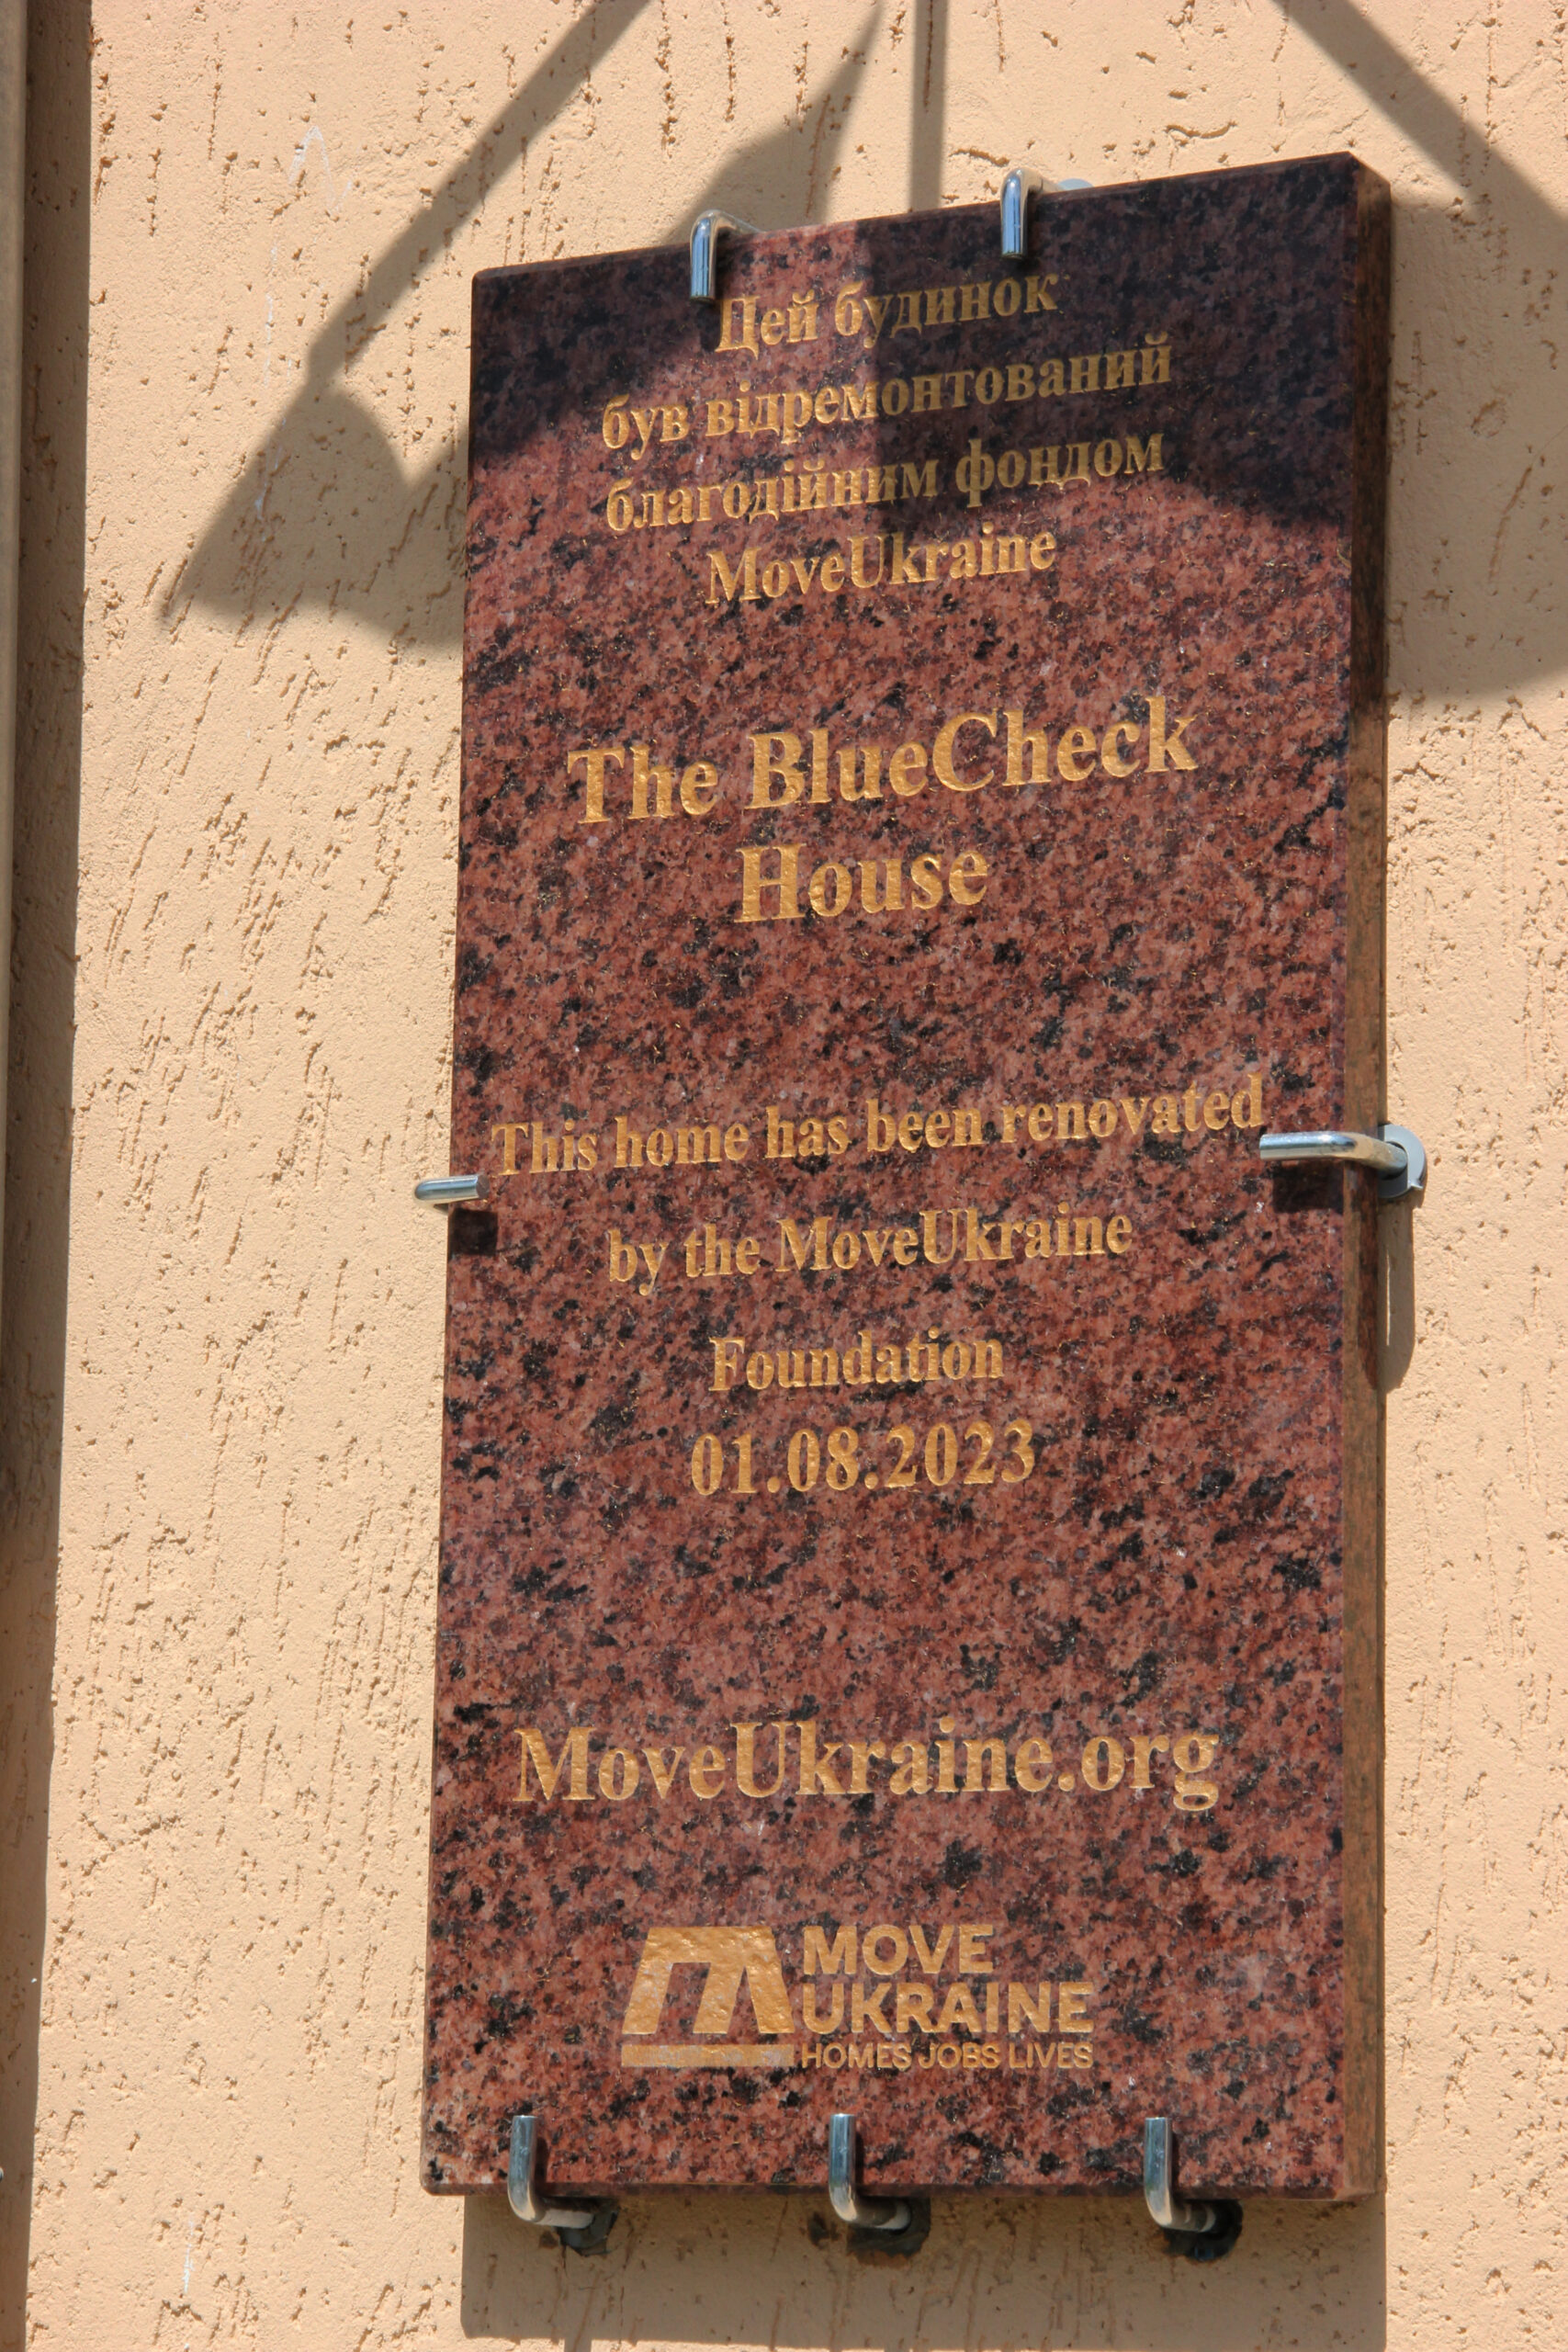 Цей будинок
був відремонтований
благодійним фондом
MoveUkraine
The BlueCheck
House
This home has been renovated
by the MoveUkraine
Foundation
01.08.2023
MoveUkraine.org
MOVE
UKRAINE
HOMES JOBS LIVES